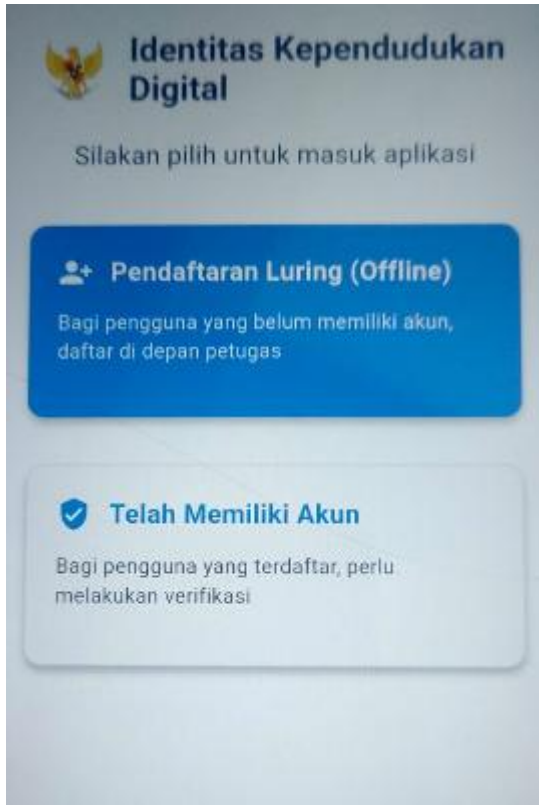 Identitas Kependudukan
Digital
Silakan pilih untuk masuk aplikasi
Pendaftaran Luring (Offline)
Bagi pengguna yang belum memiliki akun,
daftar di depan petugas
Telah Memiliki Akun
Bagi pengguna yang terdaftar, perlu
melakukan verifikasi